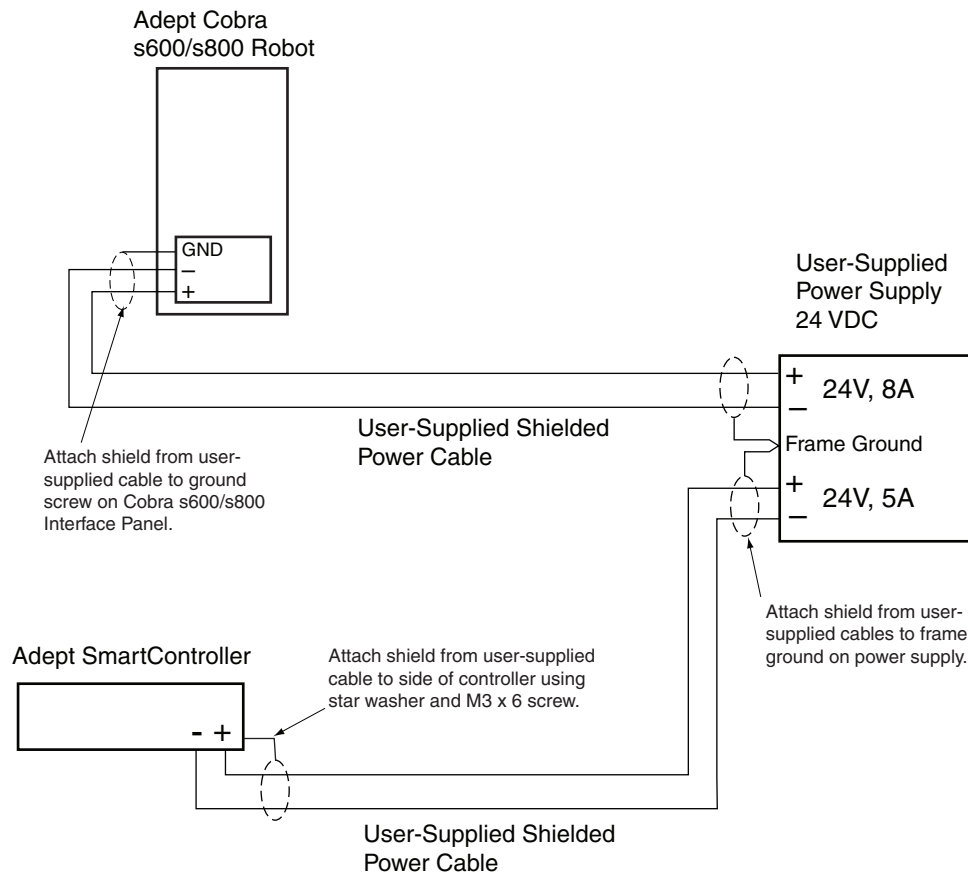 Adept Cobra
s600/s800 Robot
GND
–
+
User-Supplied
Power Supply
24 VDC
+
24V, 8A
–
Frame Ground
+
24V, 5A
–
User-Supplied Shielded
Power Cable
Attach shield from user-
supplied cable to ground
screw on Cobra s600/s800
Interface Panel.
Attach shield from user-
supplied cables to frame
ground on power supply.
Adept SmartController
- +
Attach shield from user-supplied
cable to side of controller using
star washer and M3 x 6 screw.
User-Supplied Shielded
Power Cable